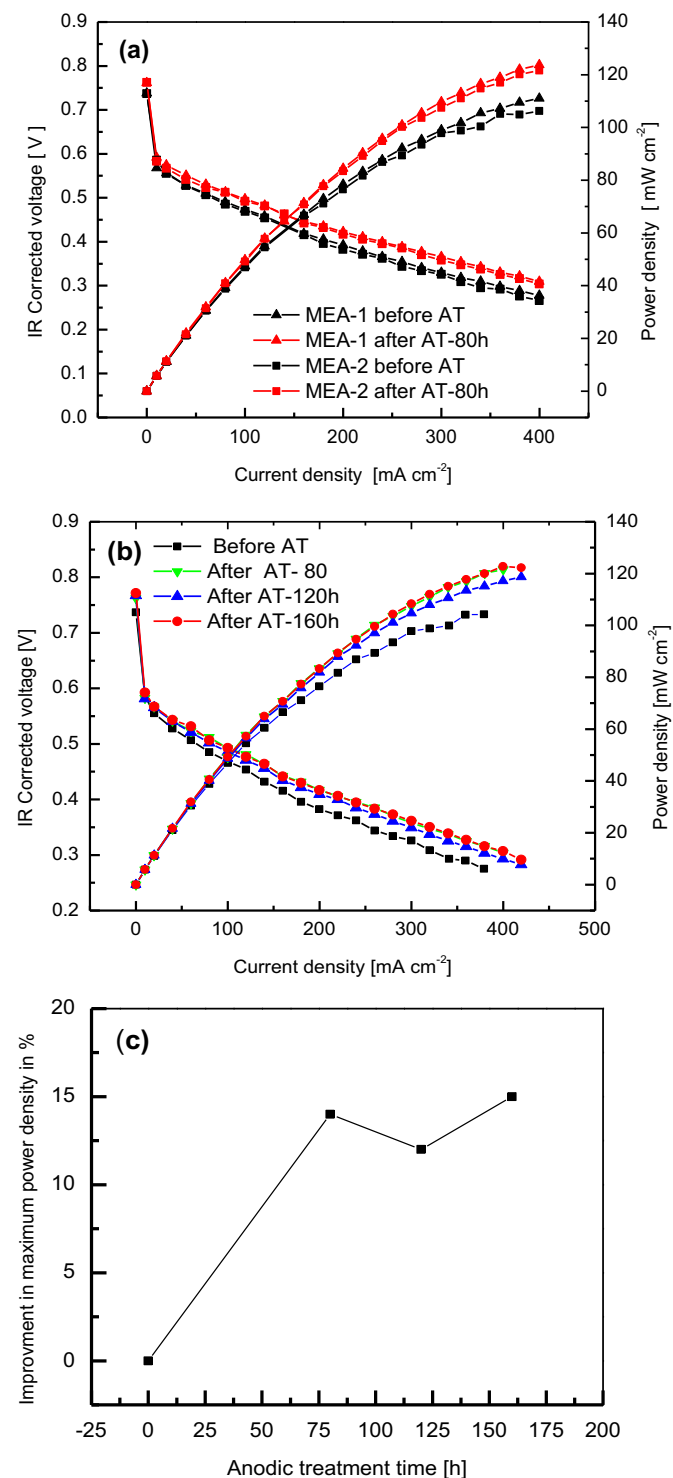 (a)
0.9
0.8
0.7
0.6
0.5
0.4
0.3
0.2
0.1
0.0
IR Corrected voltage [ V ]
140
120
100
80
60
40
20
0
Power density [ mW cm-2]
MEA-1 before AT
MEA-1 after AT-80h
MEA-2 before AT
MEA-2 after AT-80h
0 100 200 300 400
Current density [mA cm-2]
(b)
0.9
0.8
0.7
0.6
0.5
0.4
0.3
0.2
IR Corrected voltage [V]
140
120
100
80
60
40
20
0
Power density [mW cm-2]
Before AT
After AT- 80
After AT-120h
After AT-160h
0 100 200 300 400 500
Current density [mA cm-2]
(c)
20
15
10
5
0
Improvment in maximum power density in %
-25 0 25 50 75 100 125 150 175 200
Anodic treatment time [h]